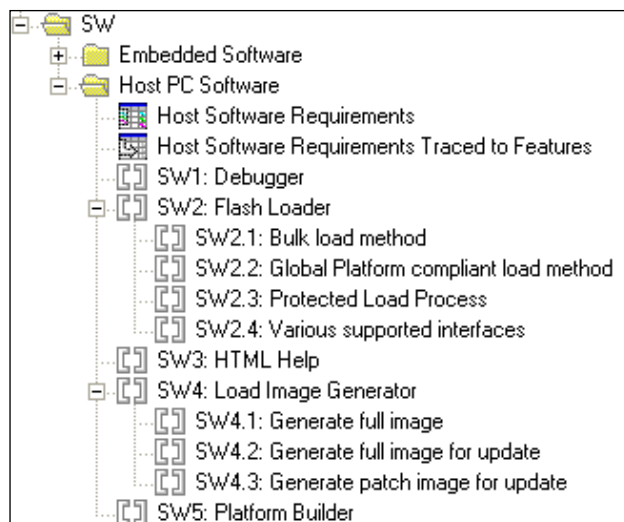 SW
Embedded Software
Host PC Software
Host Software Requirements
Host Software Requirements Traced to Features
SW1: Debugger
SW2: Flash Loader
SW2.1: Bulk load method
SW2.2: Global Platform compliant load method
SW2.3: Protected Load Process
SW2.4: Various supported interfaces
SW3: HTML Help
SW4: Load Image Generator
SW4.1: Generate full image
SW4.2: Generate full image for update
SW4.3: Generate patch image for update
SW5: Platform Builder